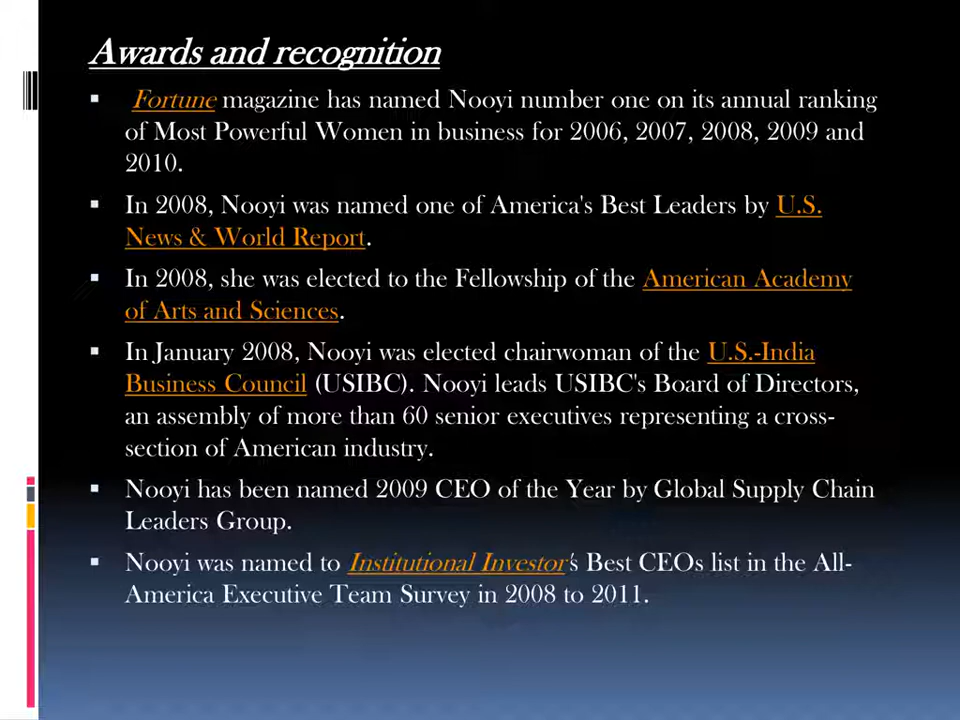 Awards and recognition
▪ Fortune magazine has named Nooyi number one on its annual ranking
of Most Powerful Women in business for 2006, 2007, 2008, 2009 and
2010.
▪ In 2008, Nooyi was named one of America's Best Leaders by U.S.
News & World Report.
▪ In 2008, she was elected to the Fellowship of the American Academy
of Arts and Sciences.
▪ In January 2008, Nooyi was elected chairwoman of the U.S.-India
Business Council (USIBC). Nooyi leads USIBC's Board of Directors,
an assembly of more than 60 senior executives representing a cross-
section of American industry.
▪ Nooyi has been named 2009 CEO of the Year by Global Supply Chain
Leaders Group.
▪ Nooyi was named to Institutional Investor's Best CEOs list in the All-
America Executive Team Survey in 2008 to 2011.